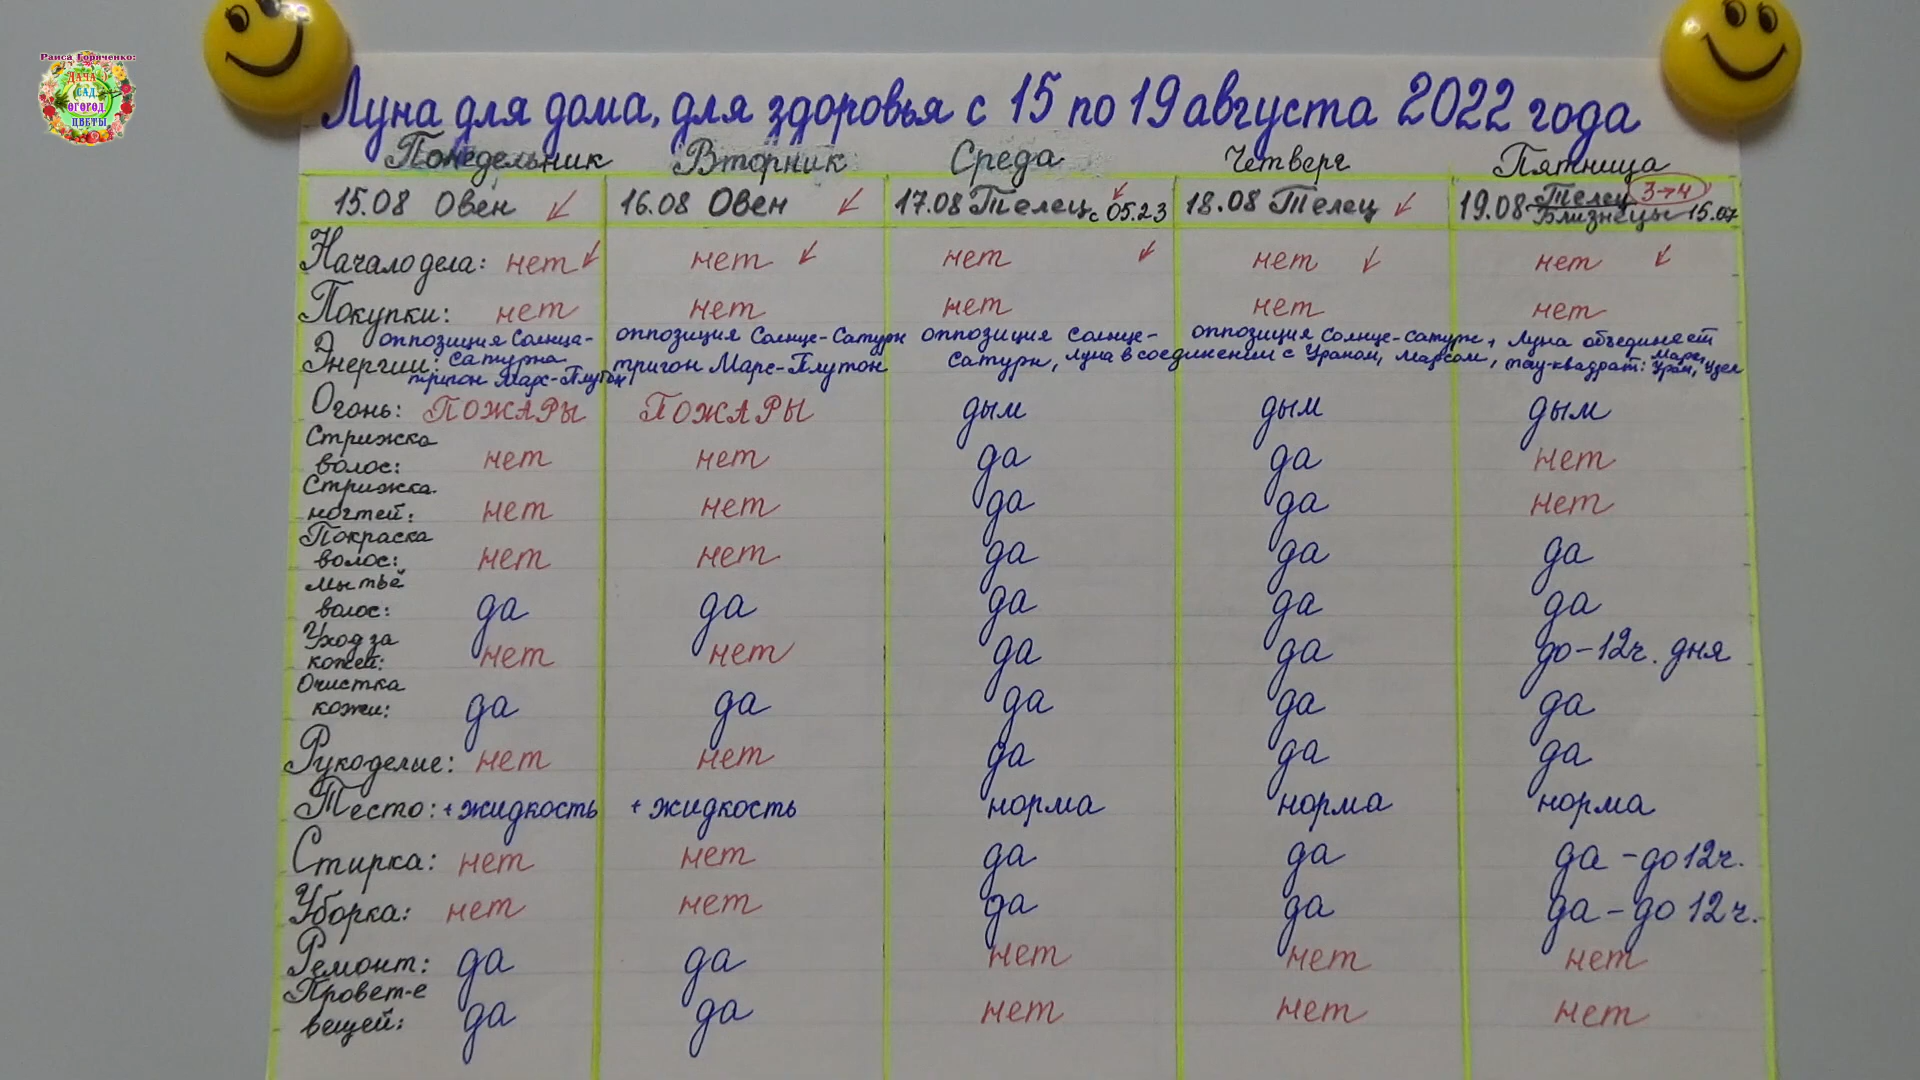 Раиса Горяченко:
ДАЧА
САД,
ОГОРОД,
ЦВЕТЫ
Луна для дома, для здоровья с 15 по 19 августа 2022 года
Понедельник Вторник Среда Четверг Пятница
15.08 Овен 16.08 Овен 17.08 Телец с 05.23 18.08 Телец 19.08 Телец 3→4 Близнецы 15.07
Начало дела: нет нет нет нет нет
Покупки: нет нет нет нет нет
Энергии: оппозиция Солнца-Сатурна тригон Марс-Плутон оппозиция Солнце-Сатурн тригон Марс-Плутон оппозиция Солнце-Сатурн, Луна в соединении с Ураном, Марсом, оппозиция Солнце-Сатурн, Луна объединяет тау-квадрат: Марс, Уран, Узел
Огонь: ПОЖАРЫ ПОЖАРЫ дым дым дым
Стрижка
волос: нет нет да да нет
Стрижка
ногтей: нет нет да да нет
Покраска
волос: нет нет да да да
Мытьё
волос: да да да да да
Уход за
кожей: нет нет да да до-12ч. дня
Очистка
кожи: да да да да да
Рукоделие: нет нет да да да
Тесто: +жидкость +жидкость норма норма норма
Стирка: нет нет да да да -до 12ч.
Уборка: нет нет да да да - до 12ч.
Ремонт: да да нет нет нет
Провет-е
вещей: да да нет нет нет